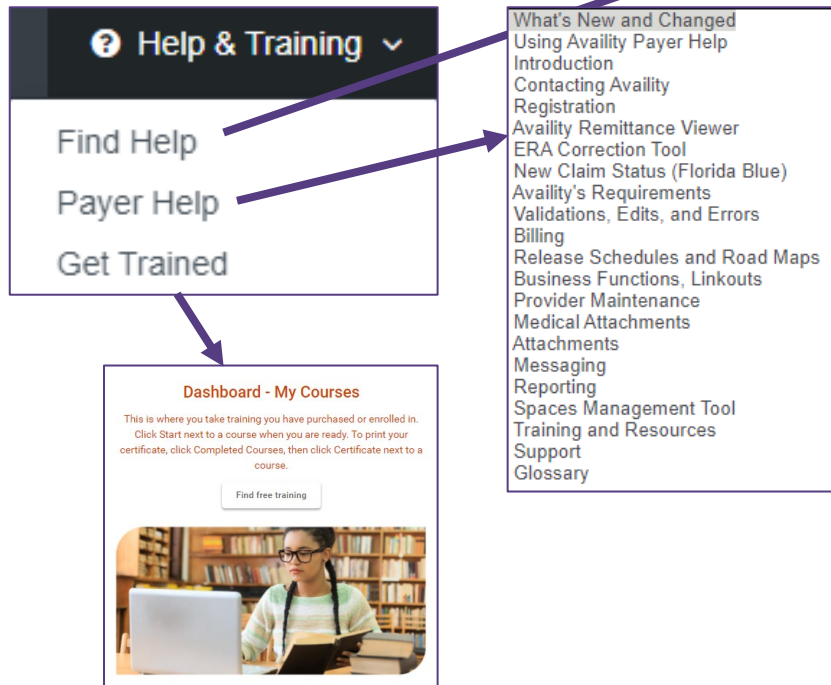 Help & Training
Find Help
Payer Help
Get Trained
What's New and Changed
Using Availity Payer Help
Introduction
Contacting Availity
Registration
Availity Remittance Viewer
ERA Correction Tool
New Claim Status (Florida Blue)
Availity's Requirements
Validations, Edits, and Errors
Billing
Release Schedules and Road Maps
Business Functions, Linkouts
Provider Maintenance
Medical Attachments
Attachments
Messaging
Reporting
Spaces Management Tool
Training and Resources
Support
Glossary
Dashboard - My Courses
This is where you take training you have purchased or enrolled in.
Click Start next to a course when you are ready. To print your
certificate, click Completed Courses, then click Certificate next to a
course.
Find free training